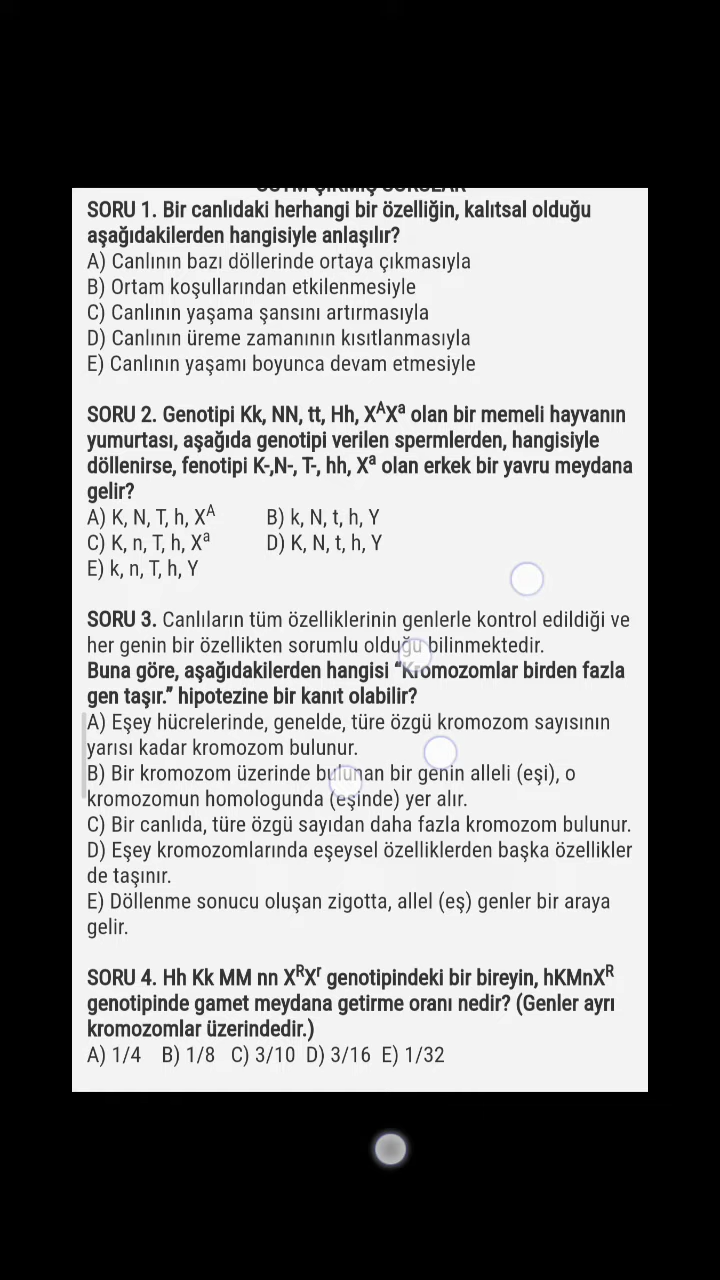 SORU 1. Bir canlıdaki herhangi bir özelliğin, kalıtsal olduğu
aşağıdakilerden hangisiyle anlaşılır?
A) Canlının bazı döllerinde ortaya çıkmasıyla
B) Ortam koşullarından etkilenmesiyle
C) Canlının yaşama şansını artırmasıyla
D) Canlının üreme zamanının kısıtlanmasıyla
E) Canlının yaşamı boyunca devam etmesiyle
SORU 2. Genotipi Kk, NN, tt, Hh, XᴬXᵃ olan bir memeli hayvanın
yumurtası, aşağıda genotipi verilen spermlerden, hangisiyle
döllenirse, fenotipi K-,N-, T-, hh, Xᵃ olan erkek bir yavru meydana
gelir?
A) K, N, T, h, Xᴬ B) k, N, t, h, Y
C) K, n, T, h, Xᵃ D) K, N, t, h, Y
E) k, n, T, h, Y
SORU 3. Canlıların tüm özelliklerinin genlerle kontrol edildiği ve
her genin bir özellikten sorumlu olduğu bilinmektedir.
Buna göre, aşağıdakilerden hangisi “Kromozomlar birden fazla
gen taşır.” hipotezine bir kanıt olabilir?
A) Eşey hücrelerinde, genelde, türe özgü kromozom sayısının
yarısı kadar kromozom bulunur.
B) Bir kromozom üzerinde bulunan bir genin alleli (eşi), o
kromozomun homologunda (eşinde) yer alır.
C) Bir canlıda, türe özgü sayıdan daha fazla kromozom bulunur.
D) Eşey kromozomlarında eşeysel özelliklerden başka özellikler
de taşınır.
E) Döllenme sonucu oluşan zigotta, allel (eş) genler bir araya
gelir.
SORU 4. Hh Kk MM nn XᴿXʳ genotipindeki bir bireyin, hKMnXᴿ
genotipinde gamet meydana getirme oranı nedir? (Genler ayrı
kromozomlar üzerindedir.)
A) 1/4 B) 1/8 C) 3/10 D) 3/16 E) 1/32